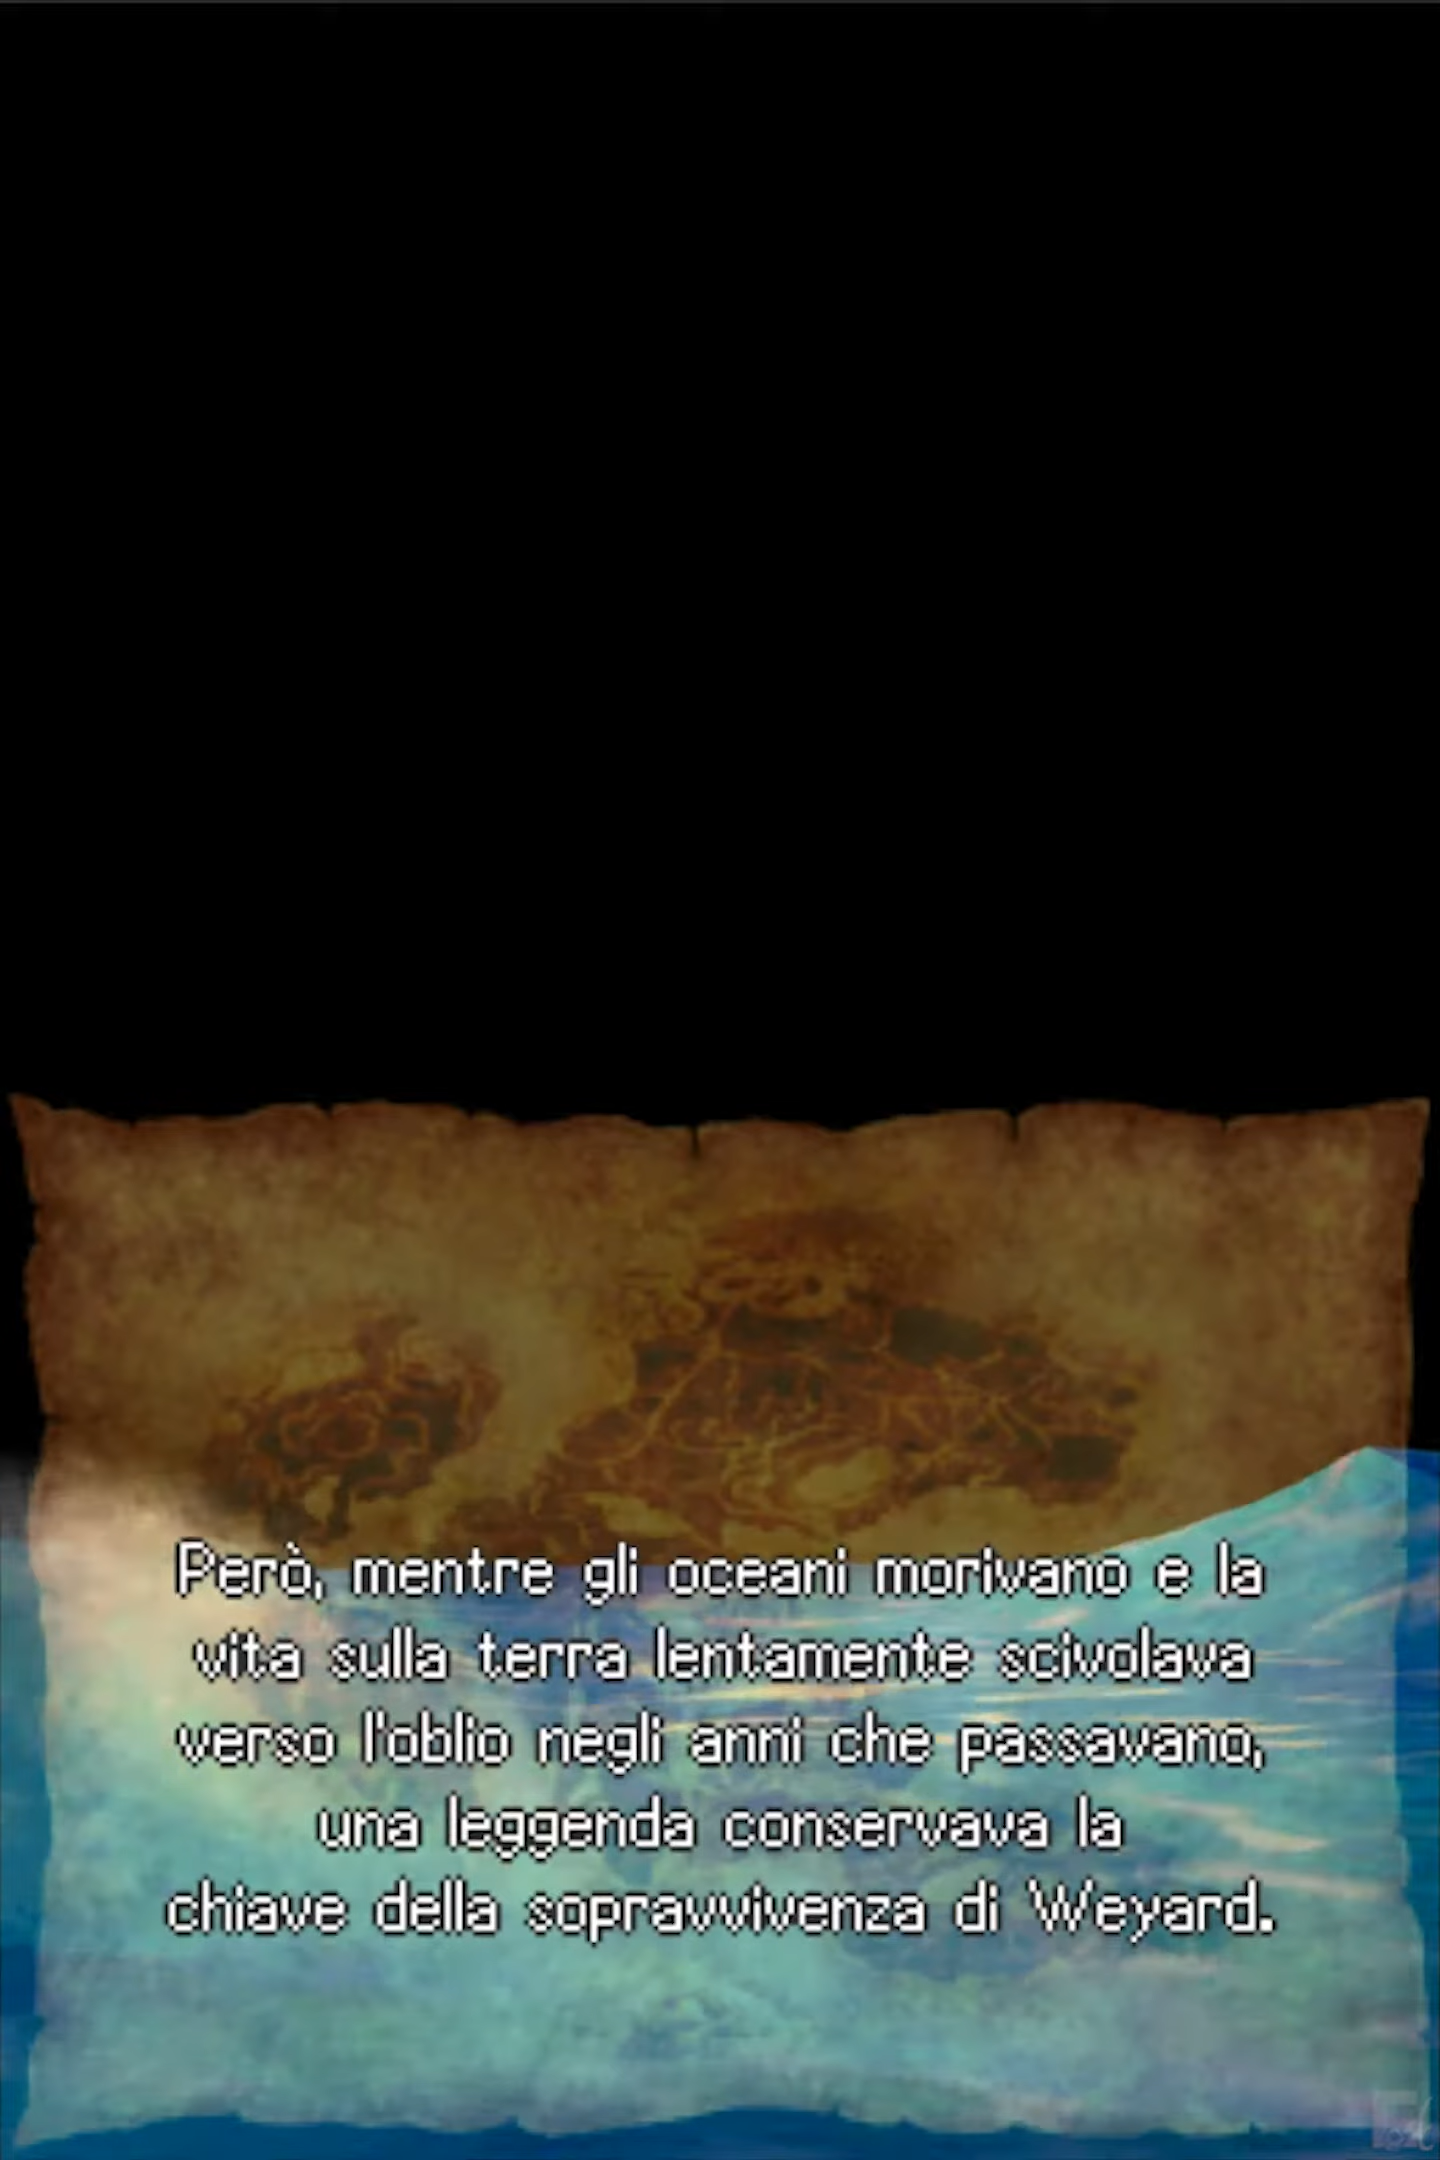 Però, mentre gli oceani morivano e la
vita sulla terra lentamente scivolava
verso l'oblio negli anni che passavano,
una leggenda conservava la
chiave della sopravvivenza di Weyard.